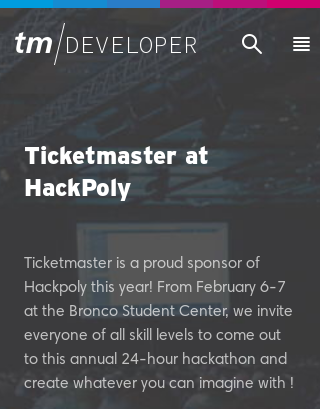 tm/DEVELOPER
Ticketmaster at
HackPoly
Ticketmaster is a proud sponsor of
Hackpoly this year! From February 6-7
at the Bronco Student Center, we invite
everyone of all skill levels to come out
to this annual 24-hour hackathon and
create whatever you can imagine with !